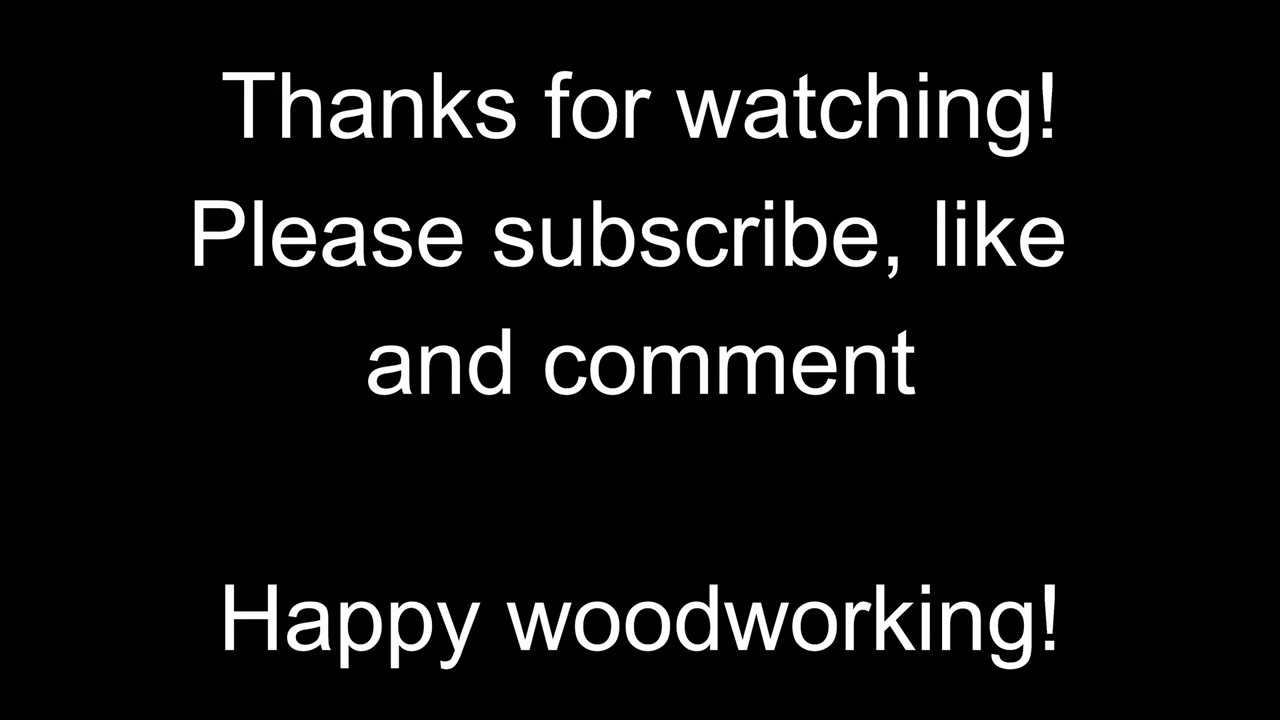 Thanks for watching!
Please subscribe, like
and comment
Happy woodworking!